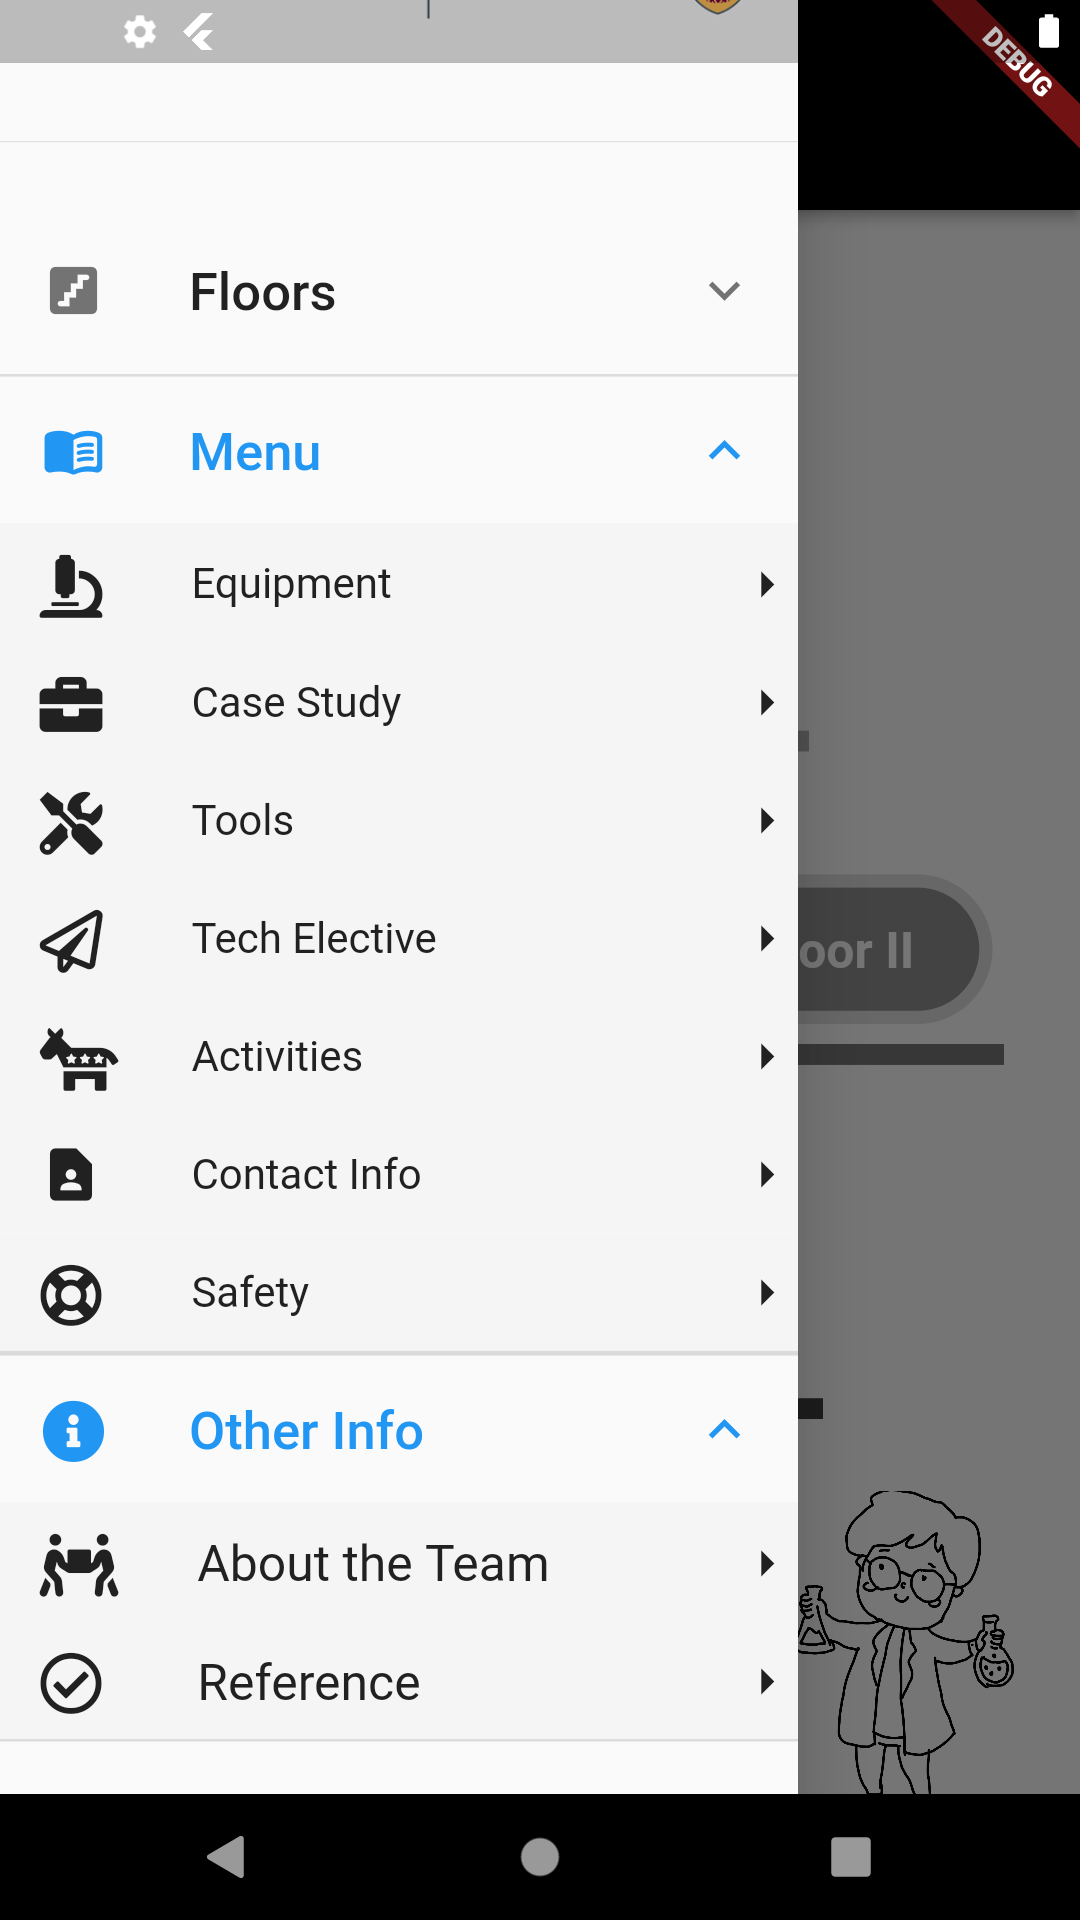 DEBUG
Floors
Menu
Equipment
Case Study
Tools
oor II
Tech Elective
Activities
Contact Info
Safety
Other Info
About the Team
Reference